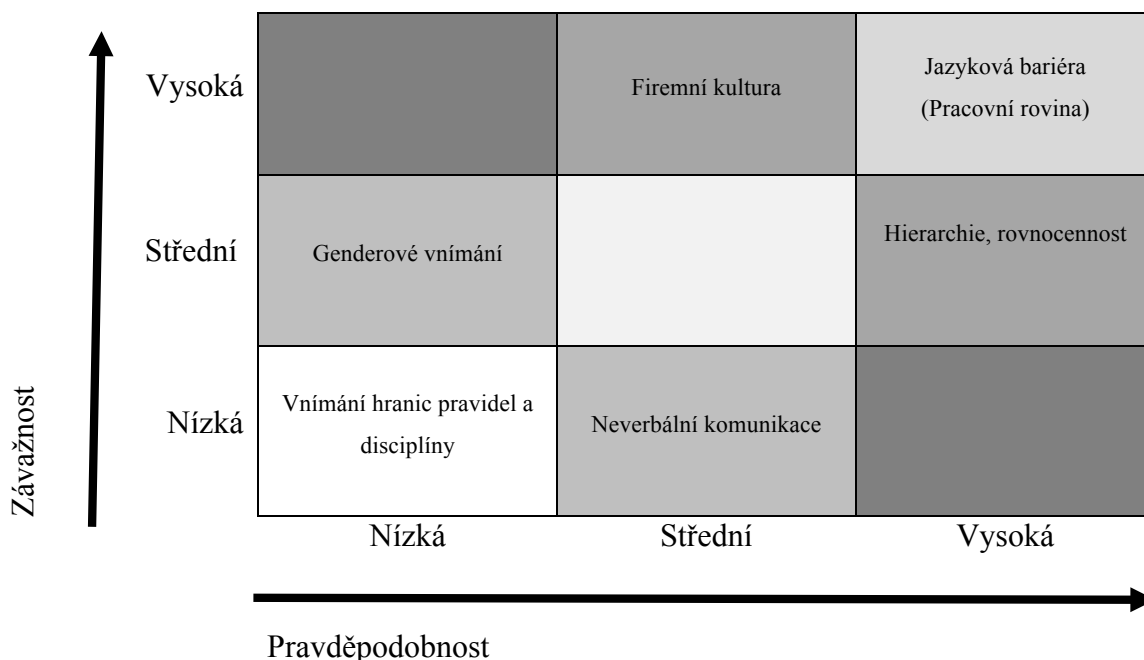 Vysoká
Firemní kultura
Jazyková bariéra
(Pracovní rovina)
Střední
Genderové vnímání
Hierarchie, rovnocennost
Závažnost
Nízká
Vnímání hranic pravidel a
disciplíny
Neverbální komunikace
Nízká
Střední
Vysoká
Pravděpodobnost